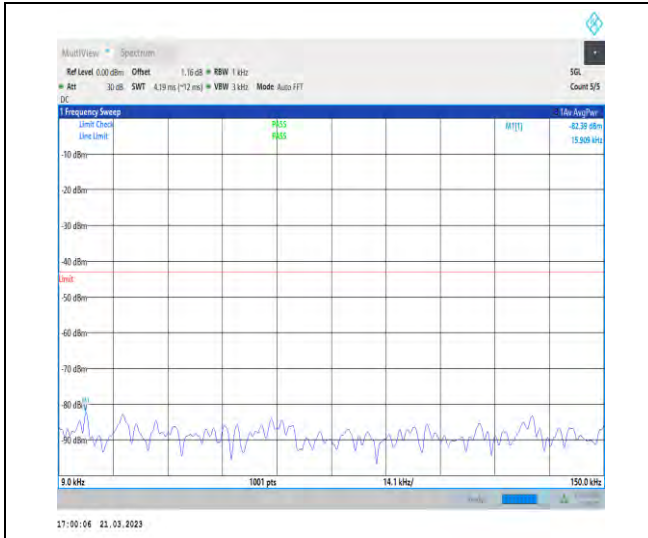 MultiView Spectrum
Ref Level 0.00 dBm Offset 1.16 dB RBW 1 kHz SGL
Att 30 dB SWT 4.19 ms (~12 ms) VBW 3 kHz Mode Auto FFT Count 5/5
DC
1 Frequency Sweep 1Av AvgPwr
Limit Check PASS M1[1] -82.39 dBm
Line Limit PASS 15.909 kHz
-10 dBm
-20 dBm
-30 dBm
-40 dBm
Limit
-50 dBm
-60 dBm
-70 dBm
-80 dBm
M1
-90 dBm
9.0 kHz 1001 pts 14.1 kHz/ 150.0 kHz
17:00:06 21.03.2023